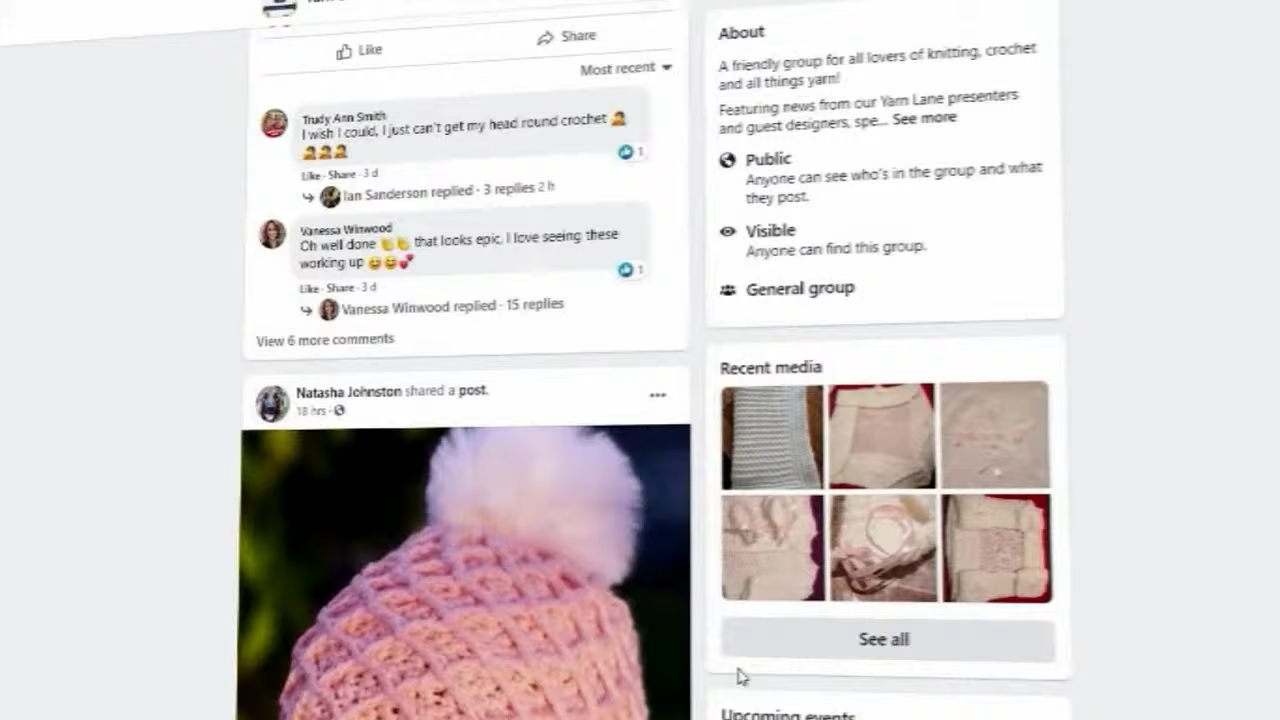 Like
Share
Most recent
Trudy Ann Smith
I wish I could, I just can't get my head round crochet 🤦
🤦🤦🤦
1
Like · Share · 3 d
Ian Sanderson replied · 3 replies 2 h
Vanessa Winwood
Oh well done 👏👏 that looks epic, I love seeing these
working up 😄😄💕
1
Like · Share · 3 d
Vanessa Winwood replied · 15 replies
View 6 more comments
Natasha Johnston shared a post.
18 hrs ·
About
A friendly group for all lovers of knitting, crochet
and all things yarn!
Featuring news from our Yarn Lane presenters
and guest designers, spe... See more
Public
Anyone can see who's in the group and what
they post.
Visible
Anyone can find this group.
General group
Recent media
See all
Upcoming events